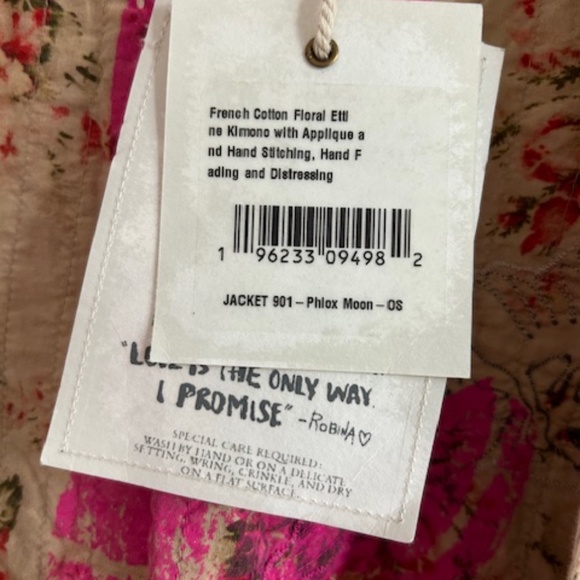 French Cotton Floral Etti
ne Kimono with Applique a
nd Hand Stitching, Hand F
ading and Distressing
1 96233 09498 2
JACKET 901-Phlox Moon-OS
"LOVE IS THE ONLY WAY.
I PROMISE" -ROBINA♡
SPECIAL CARE REQUIRED:
WASH BY HAND OR ON A DELICATE
SETTING, WRING, CRINKLE, AND DRY
ON A FLAT SURFACE.